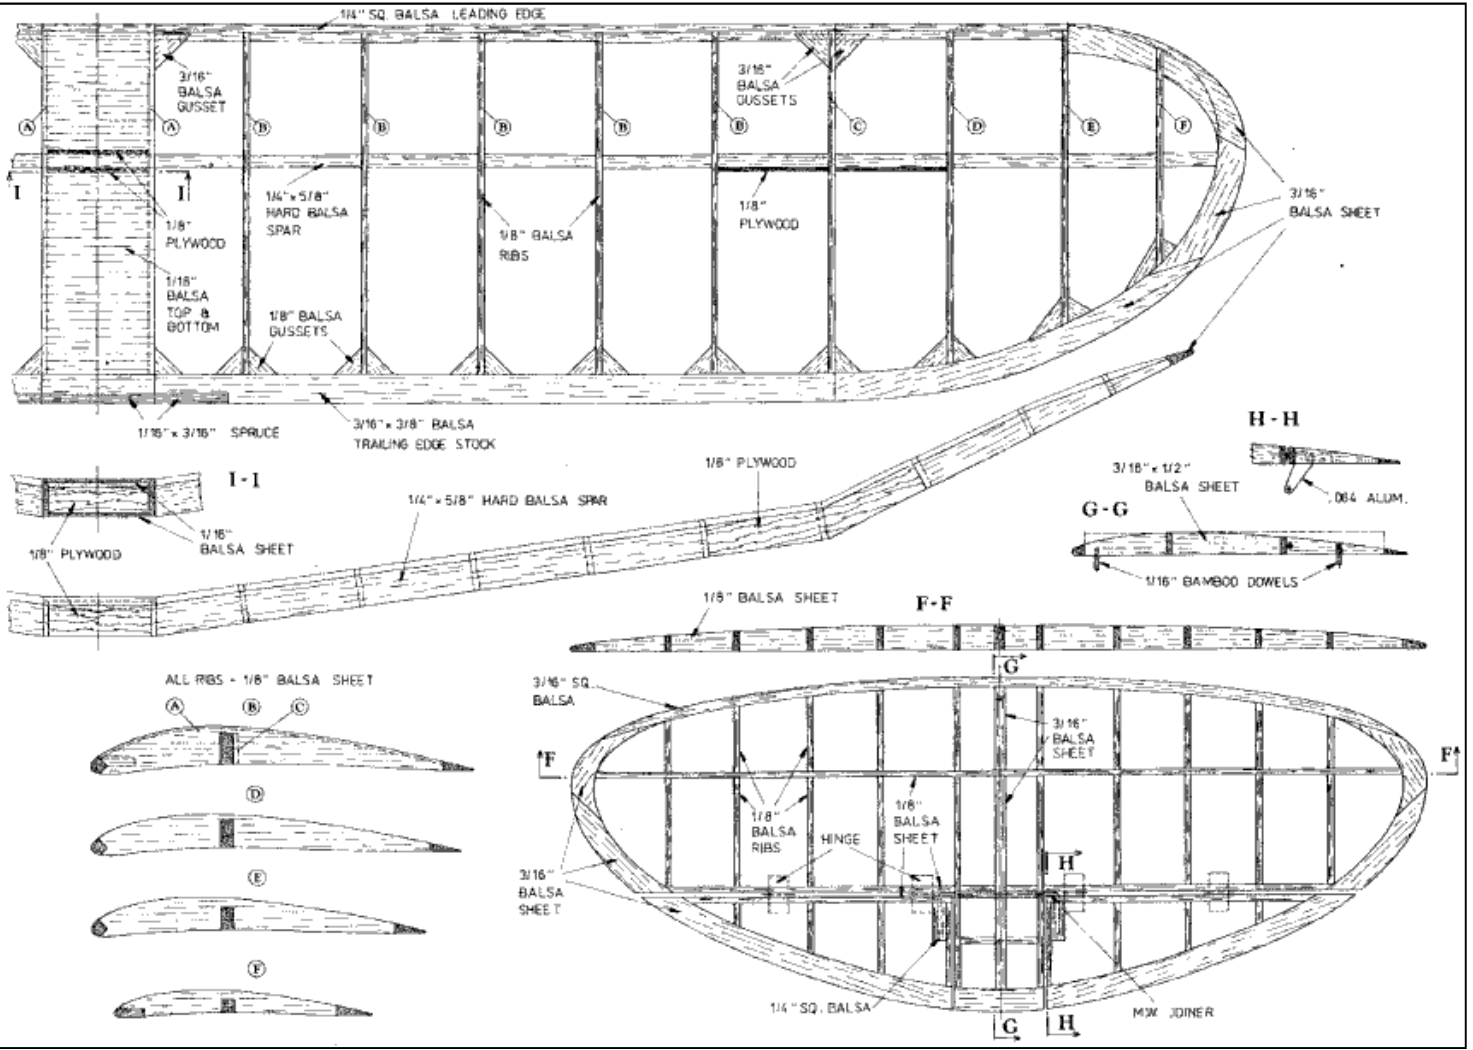 1/4" SQ. BALSA LEADING EDGE
3/16"
BALSA
GUSSET
3/16"
BALSA
GUSSETS
A
A
B
B
B
B
B
C
D
E
F
I
I
1/8"
PLYWOOD
1/4" x 5/8"
HARD BALSA
SPAR
1/8" BALSA
RIBS
1/8"
PLYWOOD
3/16"
BALSA SHEET
1/16"
BALSA
TOP &
BOTTOM
1/8" BALSA
GUSSETS
1/16" x 3/16" SPRUCE
3/16" x 3/8" BALSA
TRAILING EDGE STOCK
H - H
.064 ALUM.
I - I
1/8" PLYWOOD
1/16"
BALSA SHEET
1/4" x 5/8" HARD BALSA SPAR
1/8" PLYWOOD
3/16" x 1/2"
BALSA SHEET
G - G
1/16" BAMBOO DOWELS
1/8" BALSA SHEET
F - F
G
ALL RIBS - 1/8" BALSA SHEET
A
B
C
D
E
F
3/16" SQ.
BALSA
3/16"
BALSA
SHEET
F
F
1/8"
BALSA
RIBS
1/8"
BALSA
SHEET
HINGE
H
3/16"
BALSA
SHEET
1/4" SQ. BALSA
M.W. JOINER
G
H